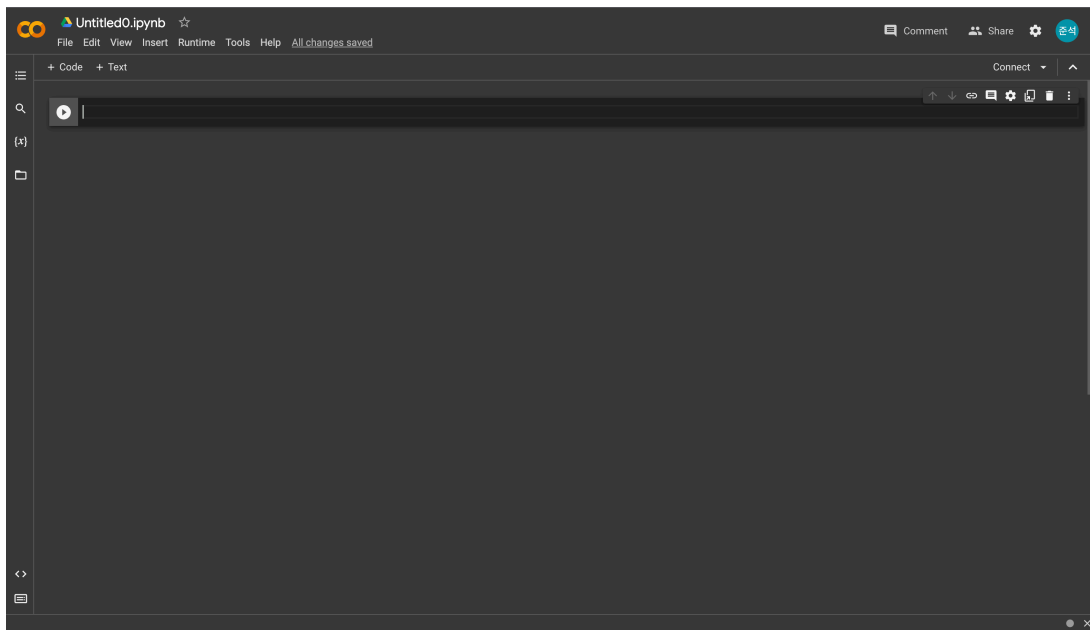 Untitled0.ipynb
File Edit View Insert Runtime Tools Help All changes saved
Comment Share 준석
+ Code + Text
Connect
{x}